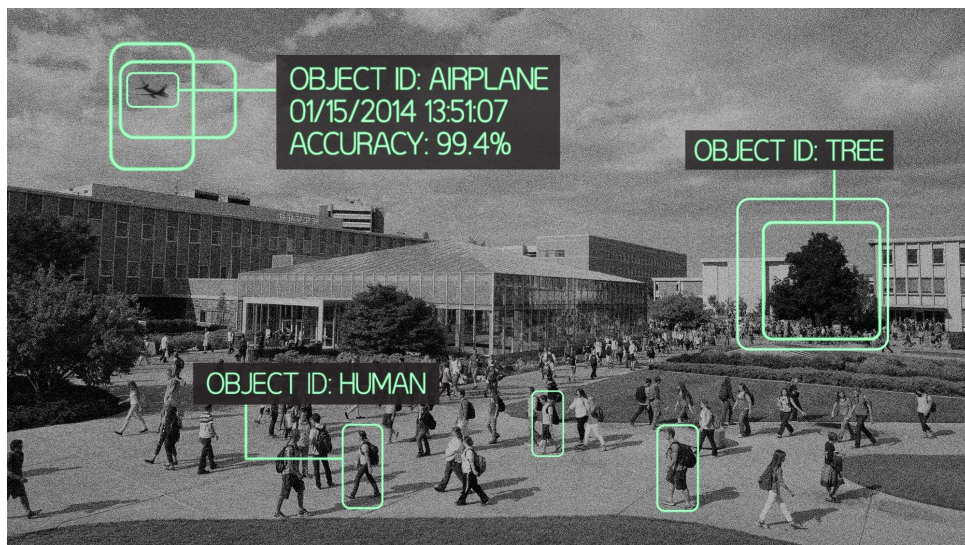 OBJECT ID: AIRPLANE
01/15/2014 13:51:07
ACCURACY: 99.4%
OBJECT ID: TREE
OBJECT ID: HUMAN